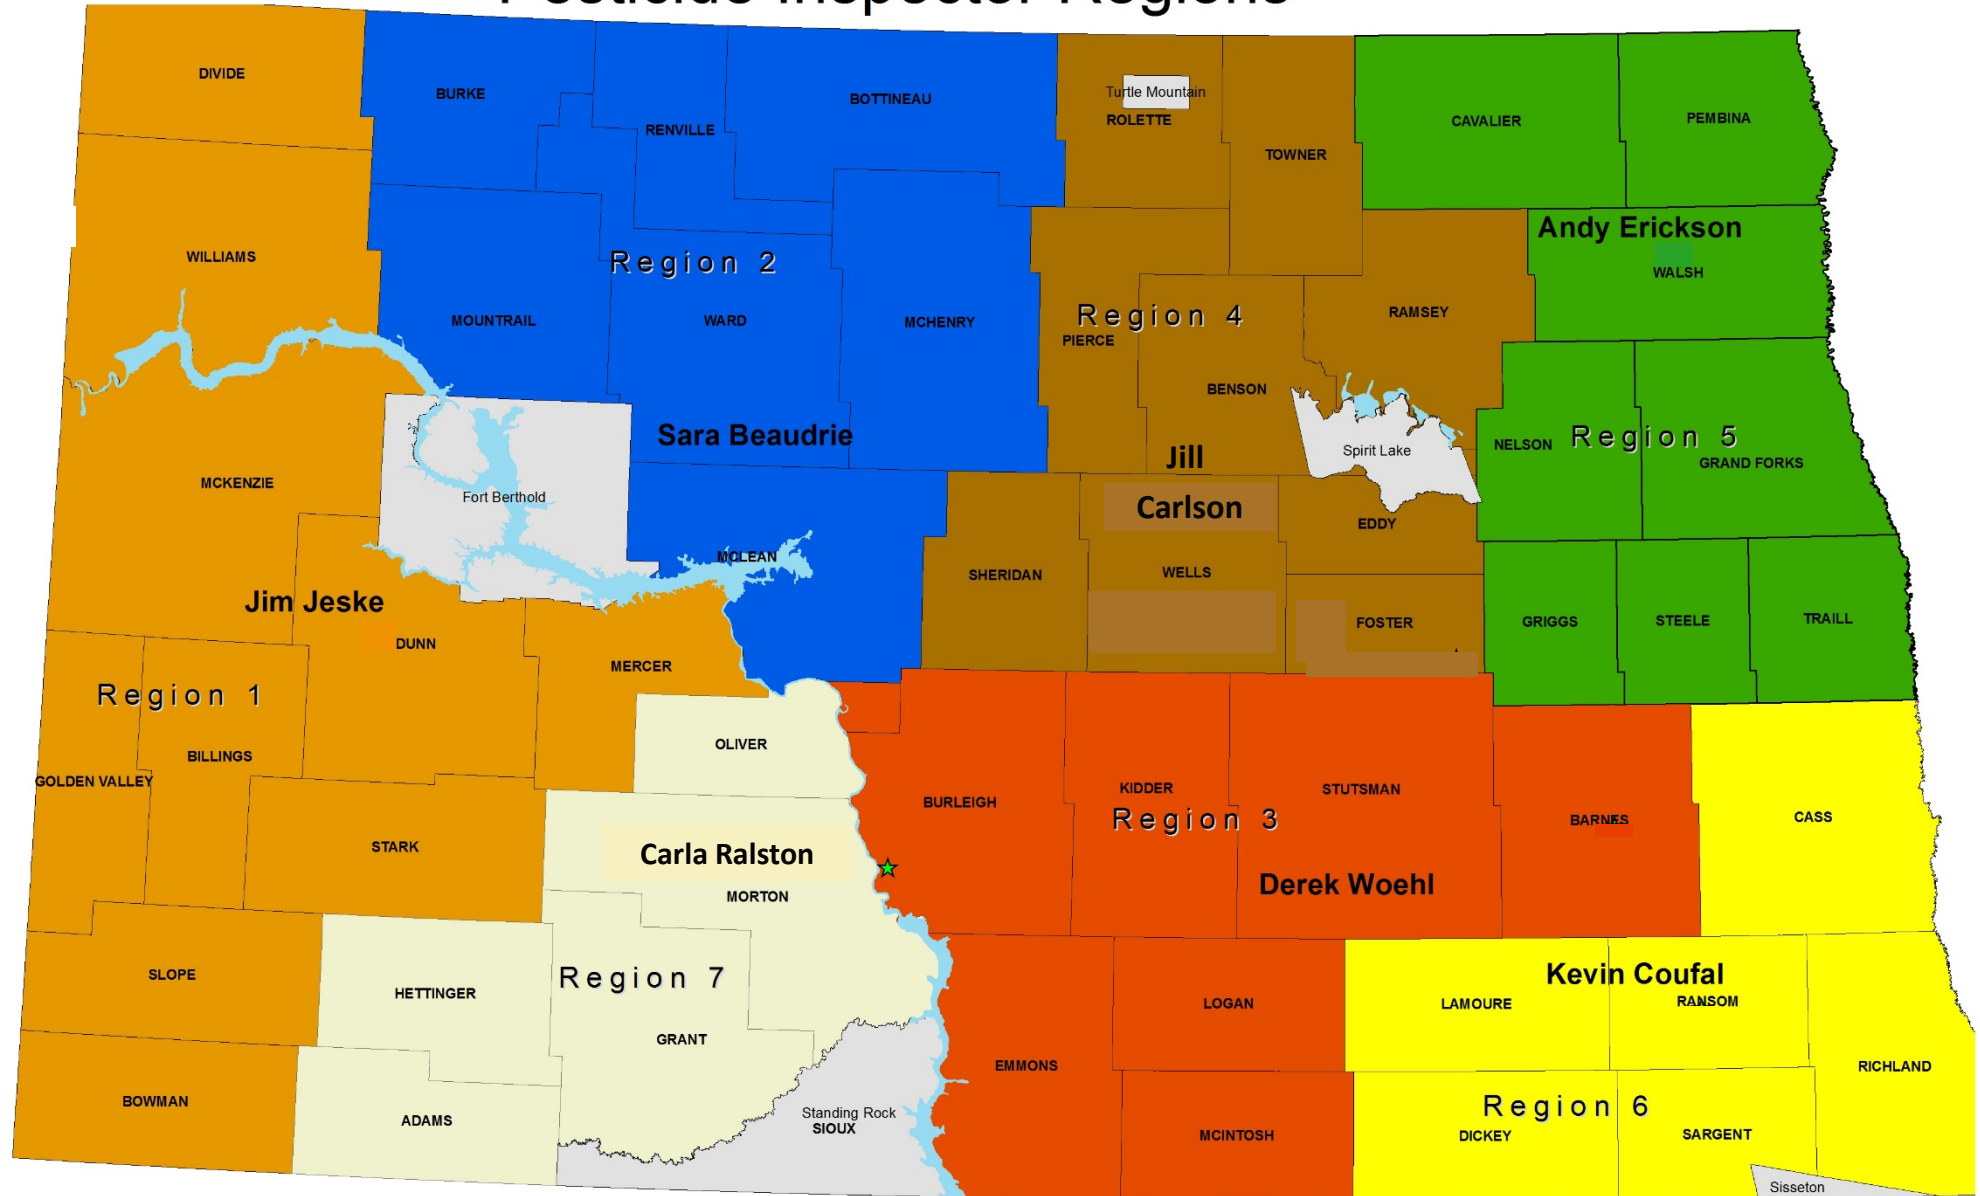 Pesticide Inspector Regions
DIVIDE
BURKE
RENVILLE
BOTTINEAU
Turtle Mountain
ROLETTE
TOWNER
CAVALIER
PEMBINA
WILLIAMS
Region 2
MOUNTRAIL
WARD
MCHENRY
Region 4
PIERCE
BENSON
RAMSEY
Andy Erickson
WALSH
MCKENZIE
Fort Berthold
Sara Beaudrie
MCLEAN
Jill
Carlson
Spirit Lake
NELSON
Region 5
GRAND FORKS
EDDY
SHERIDAN
WELLS
FOSTER
GRIGGS
STEELE
TRAILL
Jim Jeske
DUNN
MERCER
Region 1
BILLINGS
GOLDEN VALLEY
OLIVER
STARK
Carla Ralston
MORTON
BURLEIGH
KIDDER
Region 3
STUTSMAN
Derek Woehl
BARNES
CASS
SLOPE
HETTINGER
Region 7
GRANT
BOWMAN
ADAMS
Standing Rock
SIOUX
EMMONS
LOGAN
MCINTOSH
Kevin Coufal
LAMOURE
RANSOM
RICHLAND
Region 6
DICKEY
SARGENT
Sisseton